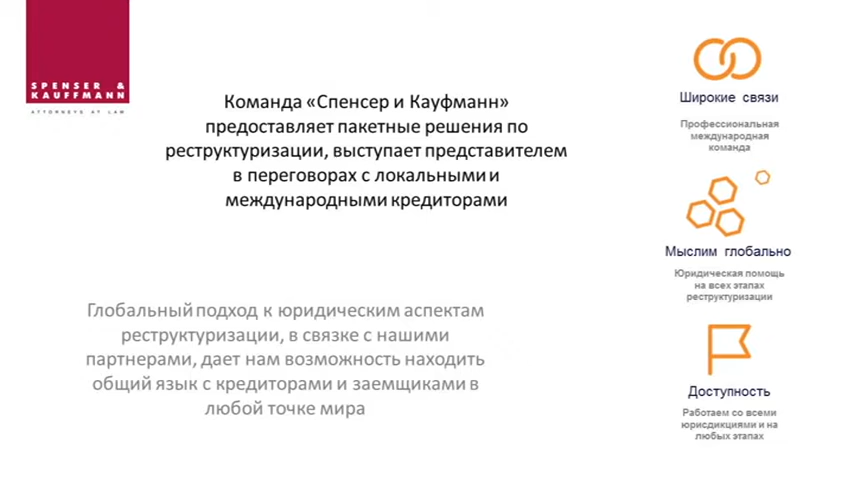 SPENSER &
KAUFFMANN
ATTORNEYS AT LAW
Команда «Спенсер и Кауфманн»
предоставляет пакетные решения по
реструктуризации, выступает представителем
в переговорах с локальными и
международными кредиторами
Глобальный подход к юридическим аспектам
реструктуризации, в связке с нашими
партнерами, дает нам возможность находить
общий язык с кредиторами и заемщиками в
любой точке мира
Широкие связи
Профессиональная
международная
команда
Мыслим глобально
Юридическая помощь
на всех этапах
реструктуризации
Доступность
Работаем со всеми
юрисдикциями и на
любых этапах